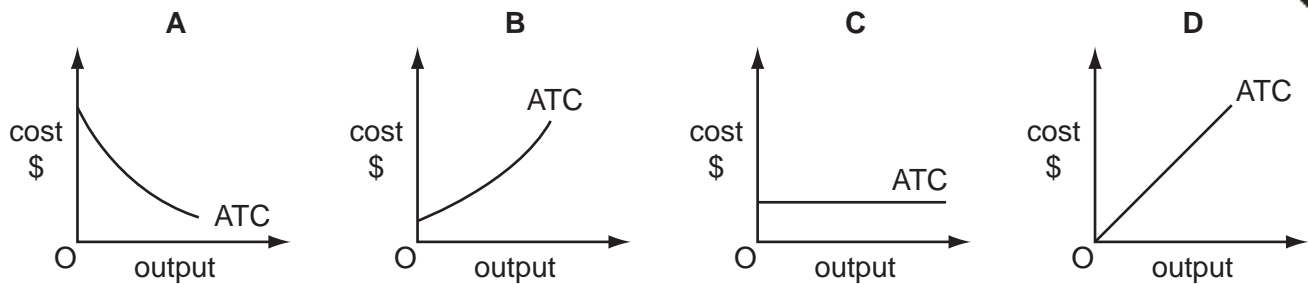 A
cost
$
ATC
O
output
B
cost
$
ATC
O
output
C
cost
$
ATC
O
output
D
cost
$
ATC
O
output